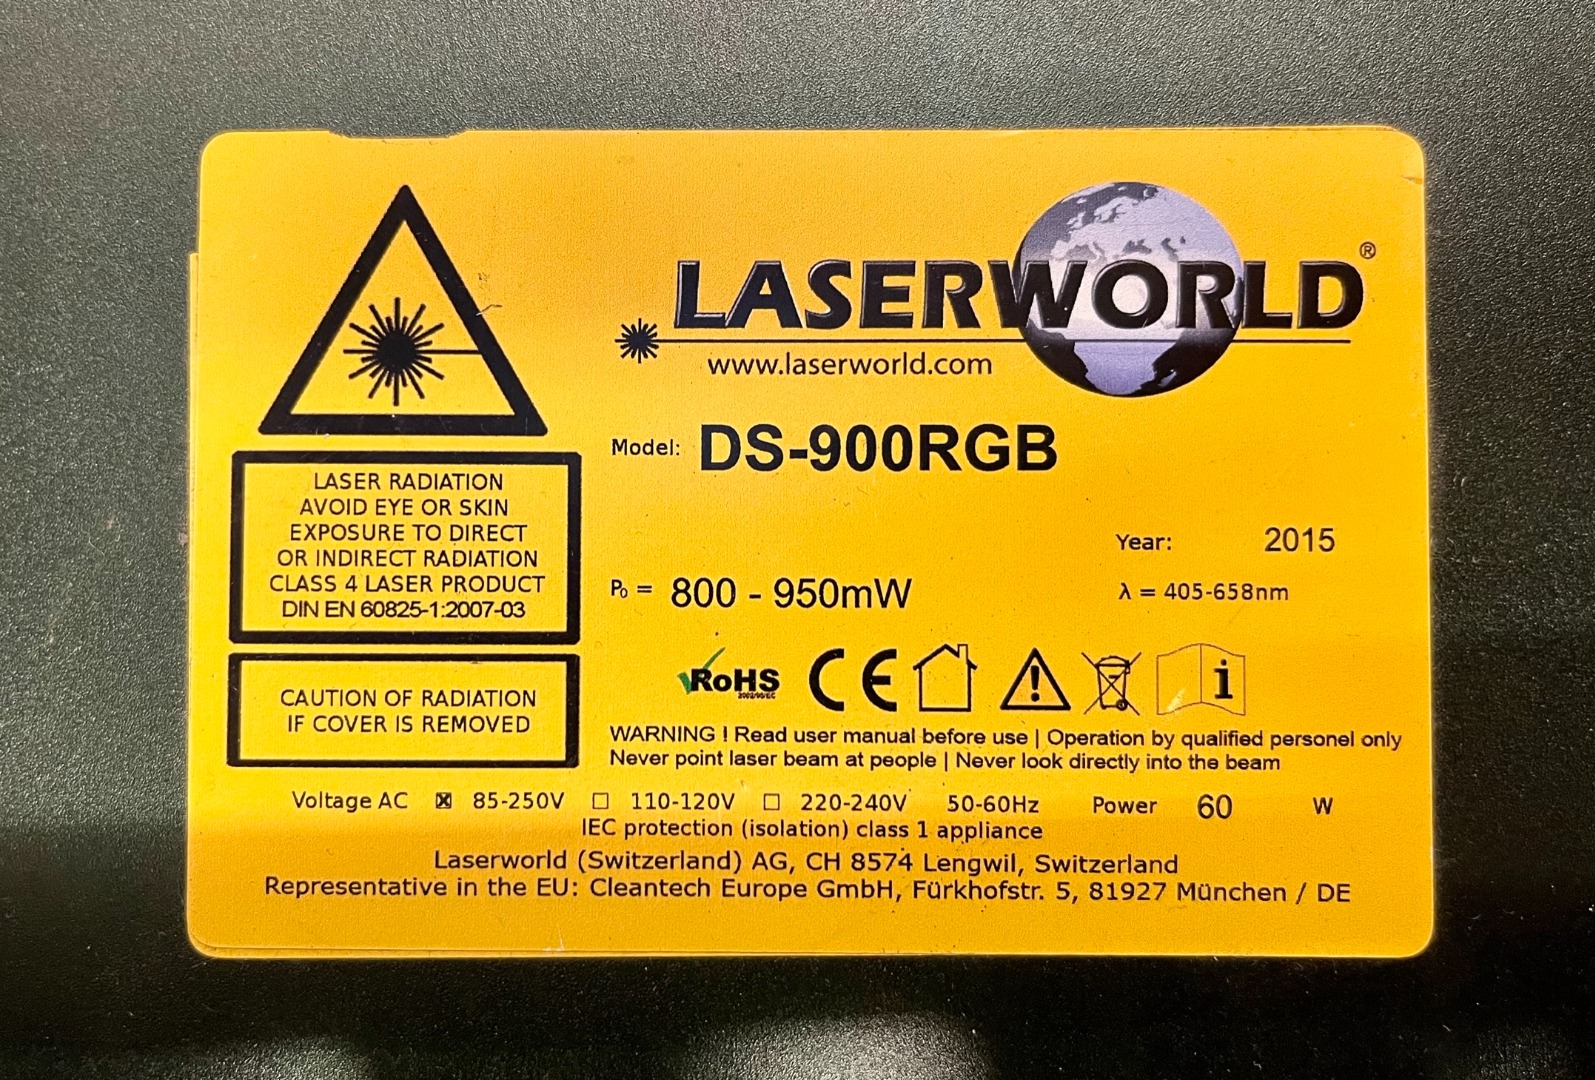 LASERWORLD®
www.laserworld.com
Model: DS-900RGB
LASER RADIATION
AVOID EYE OR SKIN
EXPOSURE TO DIRECT
OR INDIRECT RADIATION
CLASS 4 LASER PRODUCT
DIN EN 60825-1:2007-03
Year: 2015
P₀ = 800 - 950mW
λ = 405-658nm
CAUTION OF RADIATION
IF COVER IS REMOVED
RoHS
2002/95/EC
CE
i
WARNING ! Read user manual before use | Operation by qualified personel only
Never point laser beam at people | Never look directly into the beam
Voltage AC ☒ 85-250V ☐ 110-120V ☐ 220-240V 50-60Hz Power 60 W
IEC protection (isolation) class 1 appliance
Laserworld (Switzerland) AG, CH 8574 Lengwil, Switzerland
Representative in the EU: Cleantech Europe GmbH, Fürkhofstr. 5, 81927 München / DE